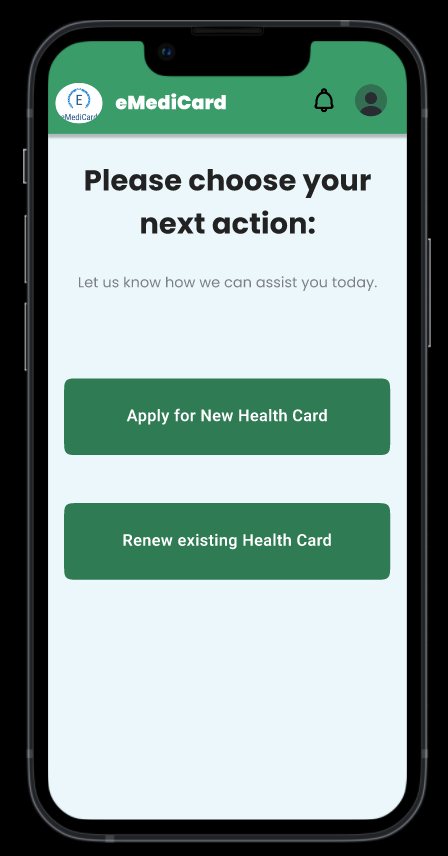 E
eMediCard
eMediCard
Please choose your
next action:
Let us know how we can assist you today.
Apply for New Health Card
Renew existing Health Card